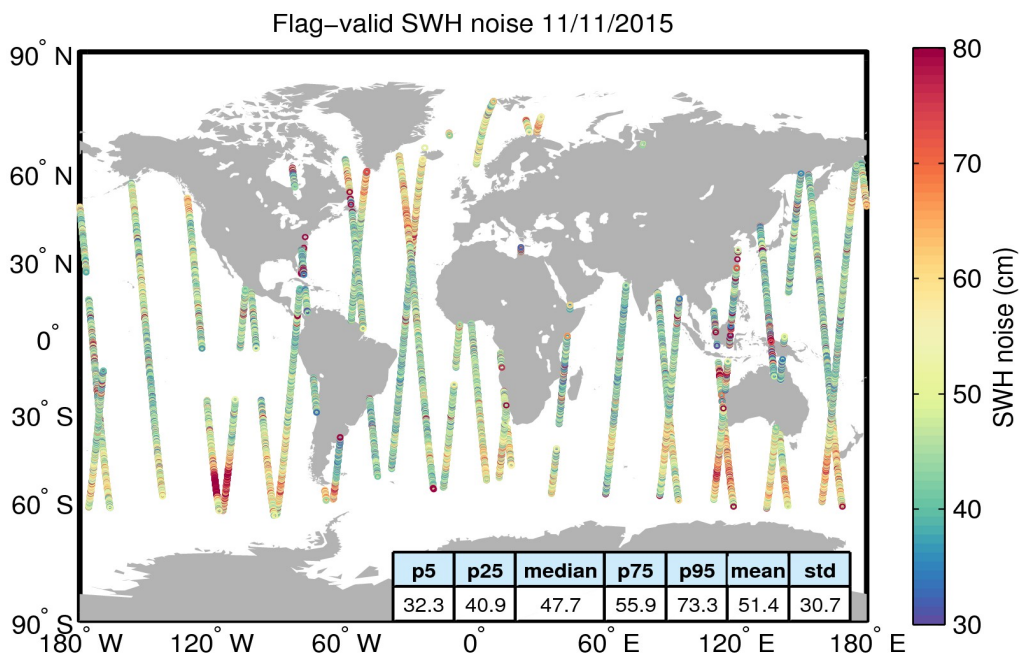 Flag−valid SWH noise 11/11/2015
90° N
60° N
30° N
0°
30° S
60° S
90° S
180° W
120° W
60° W
0°
60° E
120° E
180° E
p5 p25 median p75 p95 mean std
32.3 40.9 47.7 55.9 73.3 51.4 30.7
80
70
60
50
40
30
SWH noise (cm)